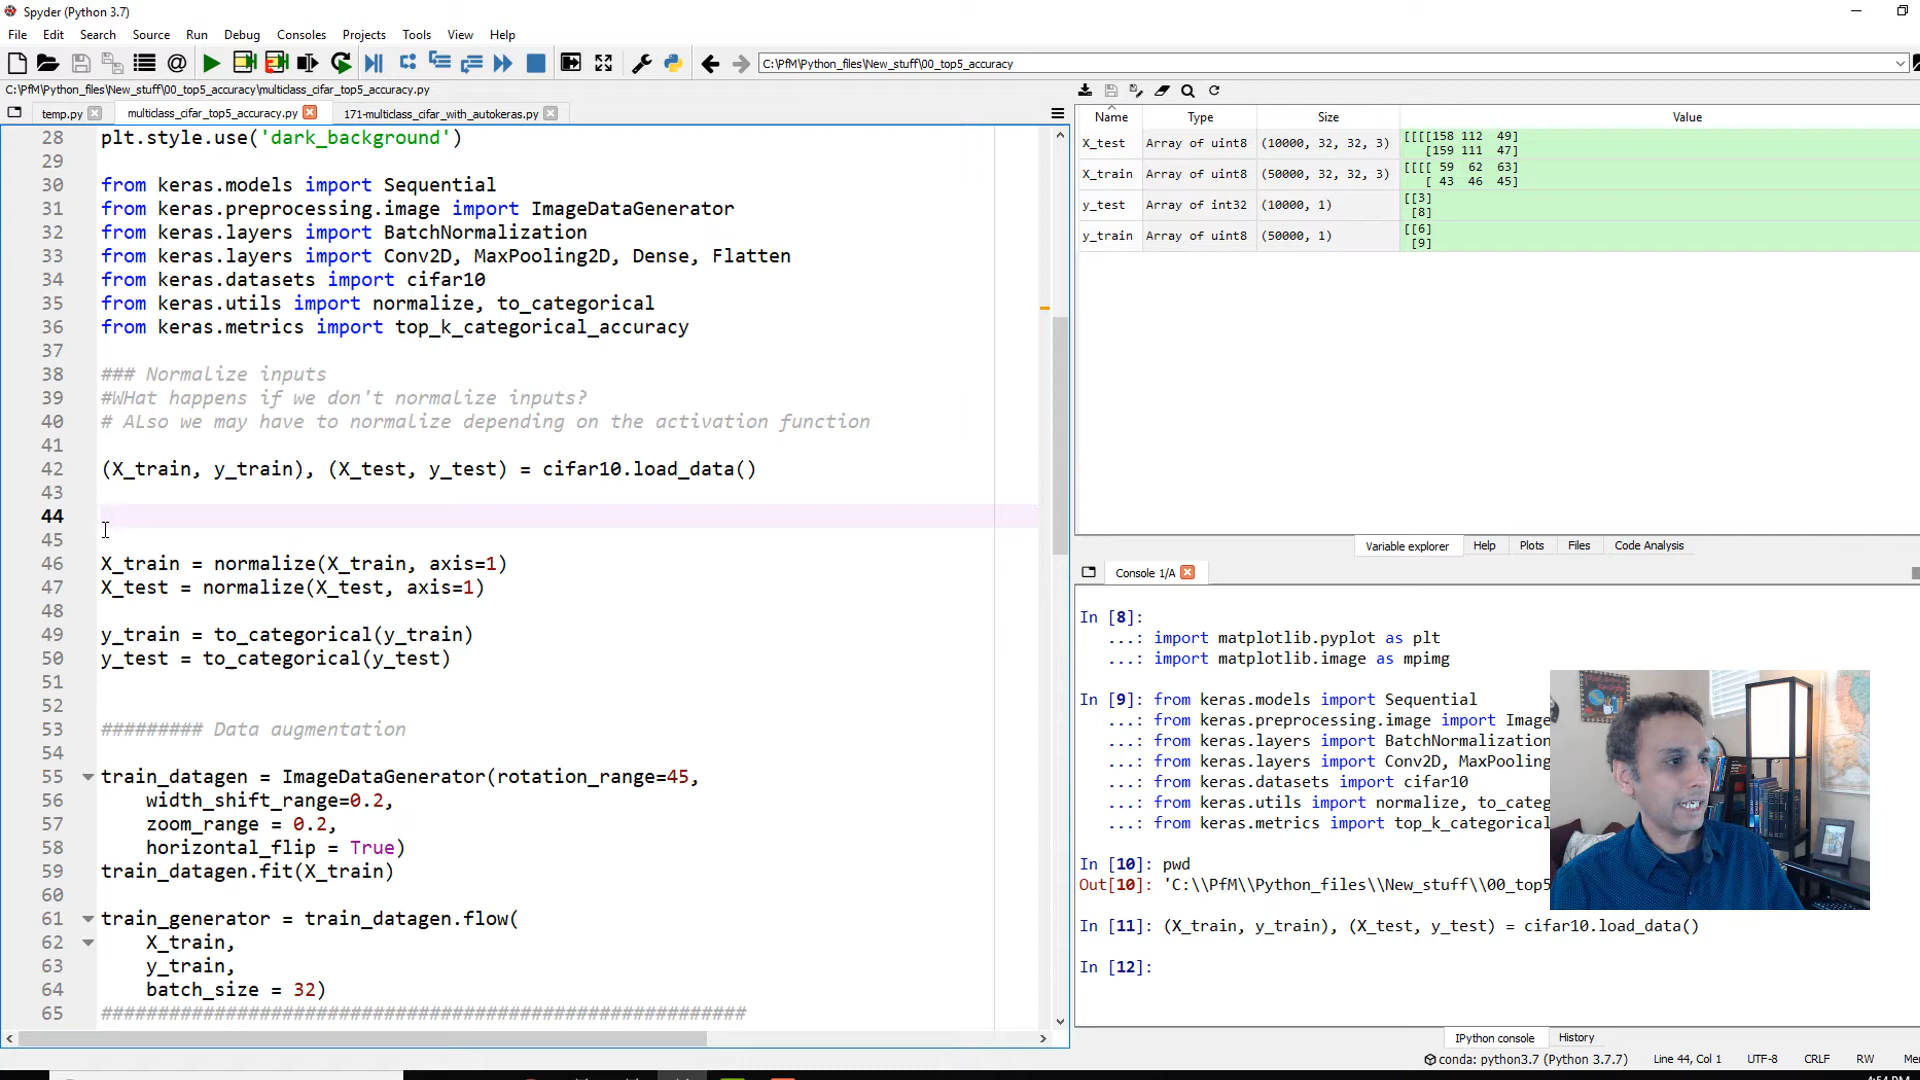 Spyder (Python 3.7)
File Edit Search Source Run Debug Consoles Projects Tools View Help
C:\PfM\Python_files\New_stuff\00_top5_accuracy
C:\PfM\Python_files\New_stuff\00_top5_accuracy\multiclass_cifar_top5_accuracy.py
temp.py multiclass_cifar_top5_accuracy.py 171-multiclass_cifar_with_autokeras.py
28 plt.style.use('dark_background')
29
30 from keras.models import Sequential
31 from keras.preprocessing.image import ImageDataGenerator
32 from keras.layers import BatchNormalization
33 from keras.layers import Conv2D, MaxPooling2D, Dense, Flatten
34 from keras.datasets import cifar10
35 from keras.utils import normalize, to_categorical
36 from keras.metrics import top_k_categorical_accuracy
37
38 ### Normalize inputs
39 #WHat happens if we don't normalize inputs?
40 # ALso we may have to normalize depending on the activation function
41
42 (X_train, y_train), (X_test, y_test) = cifar10.load_data()
43
44
45
46 X_train = normalize(X_train, axis=1)
47 X_test = normalize(X_test, axis=1)
48
49 y_train = to_categorical(y_train)
50 y_test = to_categorical(y_test)
51
52
53 ######### Data augmentation
54
55 train_datagen = ImageDataGenerator(rotation_range=45,
56 width_shift_range=0.2,
57 zoom_range = 0.2,
58 horizontal_flip = True)
59 train_datagen.fit(X_train)
60
61 train_generator = train_datagen.flow(
62 X_train,
63 y_train,
64 batch_size = 32)
65 #########################################################
Name Type Size Value
X_test Array of uint8 (10000, 32, 32, 3) [[[[158 112 49]
[159 111 47]
X_train Array of uint8 (50000, 32, 32, 3) [[[[ 59 62 63]
[ 43 46 45]
y_test Array of int32 (10000, 1) [[3]
[8]
y_train Array of uint8 (50000, 1) [[6]
[9]
Variable explorer Help Plots Files Code Analysis
Console 1/A
In [8]:
...: import matplotlib.pyplot as plt
...: import matplotlib.image as mpimg
In [9]: from keras.models import Sequential
...: from keras.preprocessing.image import Image
...: from keras.layers import BatchNormalization
...: from keras.layers import Conv2D, MaxPooling
...: from keras.datasets import cifar10
...: from keras.utils import normalize, to_categ
...: from keras.metrics import top_k_categorical
In [10]: pwd
Out[10]: 'C:\\PfM\\Python_files\\New_stuff\\00_top5
In [11]: (X_train, y_train), (X_test, y_test) = cifar10.load_data()
In [12]:
IPython console History
conda: python3.7 (Python 3.7.7) Line 44, Col 1 UTF-8 CRLF RW